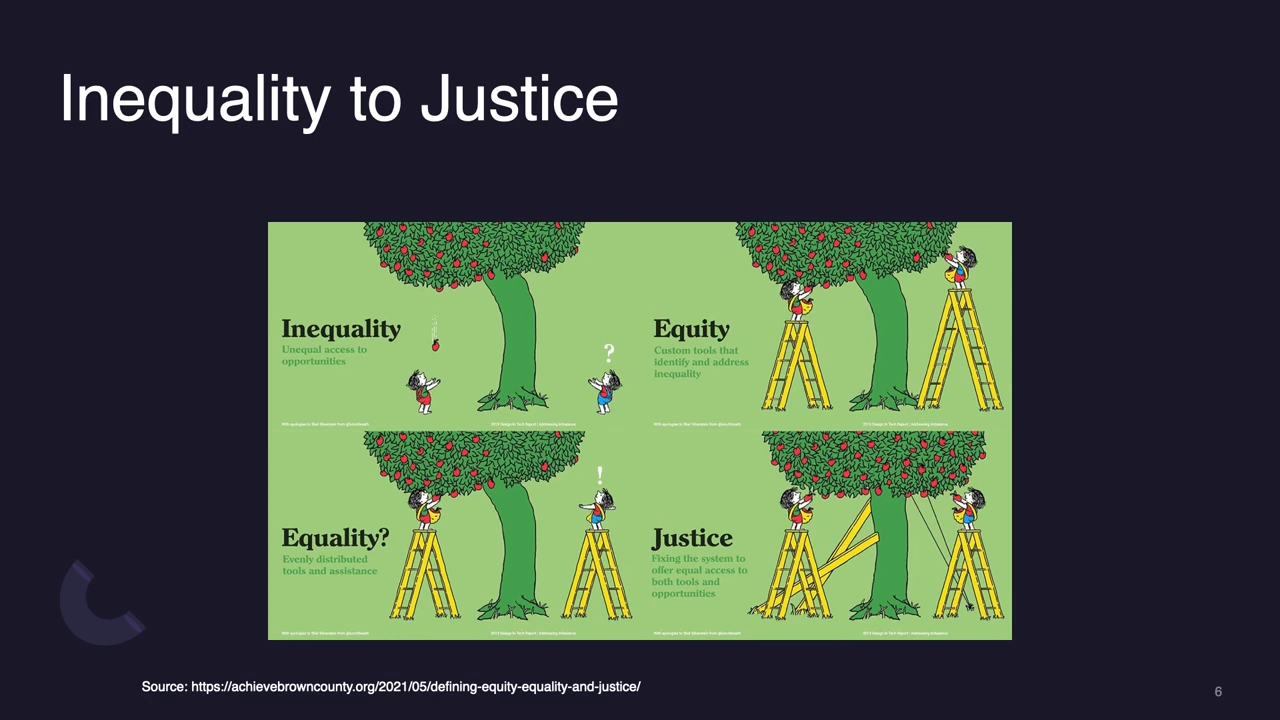 Inequality to Justice
Inequality
Unequal access to
opportunities
?
Equity
Custom tools that
identify and address
inequality
Equality?
Evenly distributed
tools and assistance
!
Justice
Fixing the system to
offer equal access to
both tools and
opportunities
Source: https://achievebrowncounty.org/2021/05/defining-equity-equality-and-justice/
6